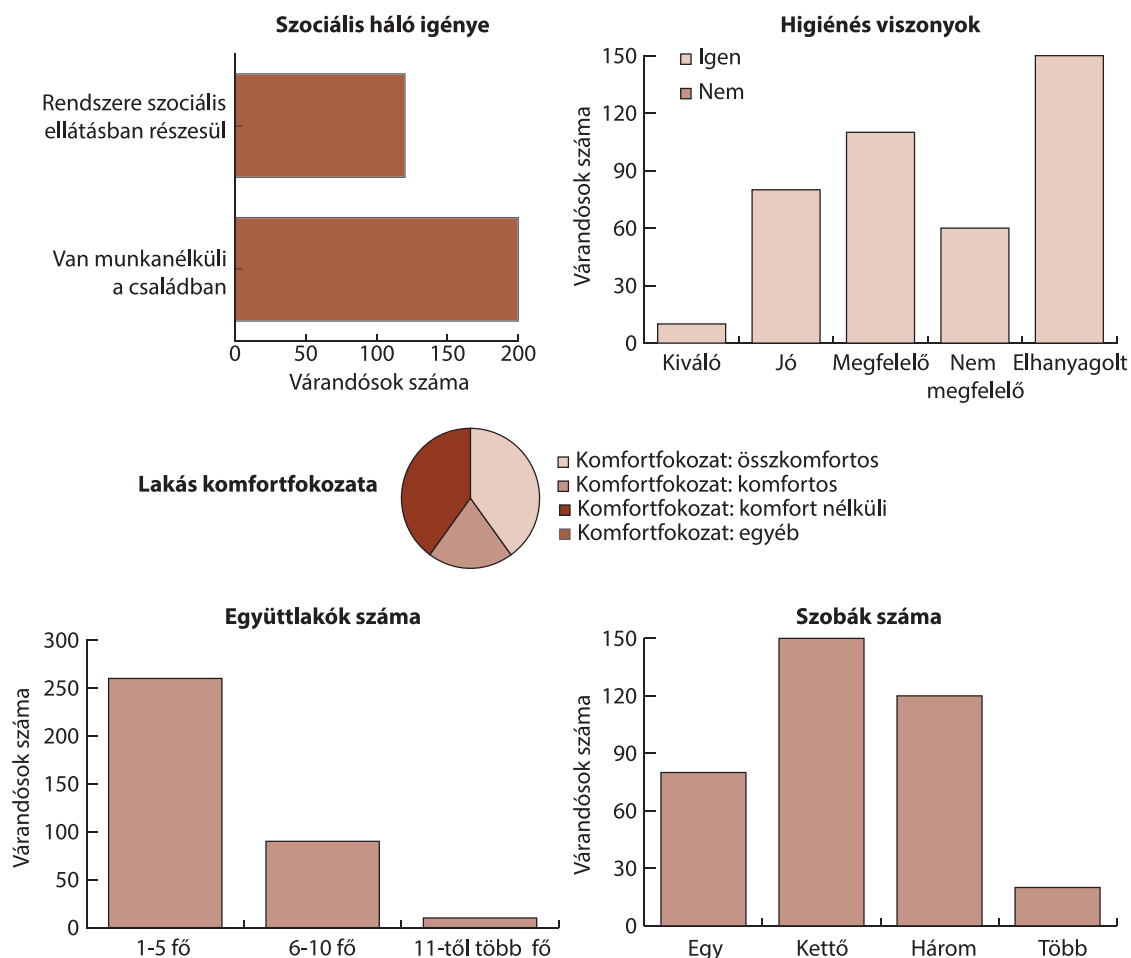 Szociális háló igénye
Rendszere szociális
ellátásban részesül
Van munkanélküli
a családban
0 50 100 150 200
Várandósok száma
Higiénés viszonyok
Igen
Nem
Várandósok száma
150
120
90
60
30
0
Kiváló Jó Megfelelő Nem Elhanyagolt
megfelelő
Lakás komfortfokozata
Komfortfokozat: összkomfortos
Komfortfokozat: komfortos
Komfortfokozat: komfort nélküli
Komfortfokozat: egyéb
Együttlakók száma
Várandósok száma
300
250
200
150
100
50
0
1-5 fő 6-10 fő 11-től több fő
Szobák száma
Várandósok száma
150
120
90
60
30
0
Egy Kettő Három Több